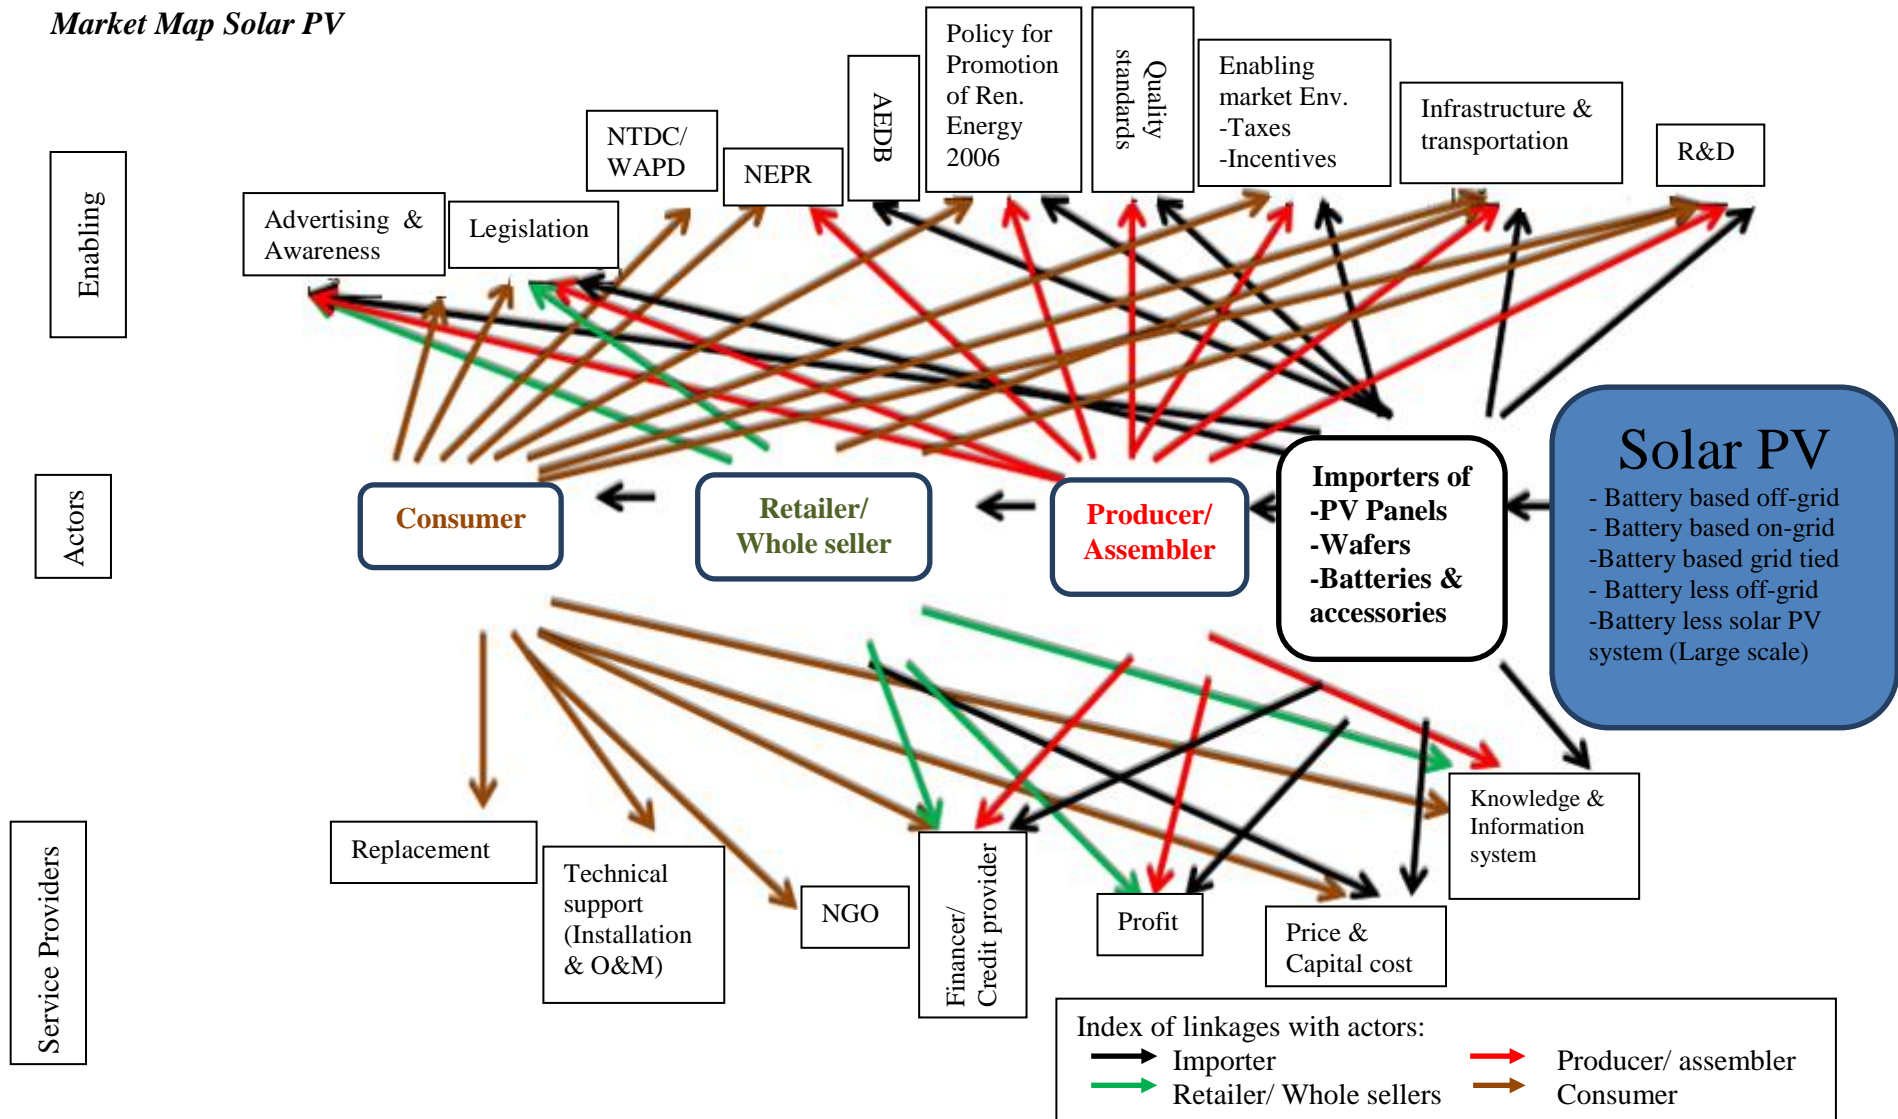 Market Map Solar PV
Enabling
Advertising  &
Awareness
Legislation
NTDC/
WAPD
NEPR
AEDB
Policy for
Promotion
of Ren.
Energy
2006
Quality
standards
Enabling
market Env.
-Taxes
-Incentives
Infrastructure &
transportation
R&D
Actors
Consumer
Retailer/
Whole seller
Producer/
Assembler
Importers of
-PV Panels
-Wafers
-Batteries &
accessories
Solar PV
- Battery based off-grid
- Battery based on-grid
-Battery based grid tied
- Battery less off-grid
-Battery less solar PV
system (Large scale)
Service Providers
Replacement
Technical
support
(Installation
& O&M)
NGO
Financer/
Credit provider
Profit
Price &
Capital cost
Knowledge &
Information
system
Index of linkages with actors:
Importer
Producer/ assembler
Retailer/ Whole sellers
Consumer